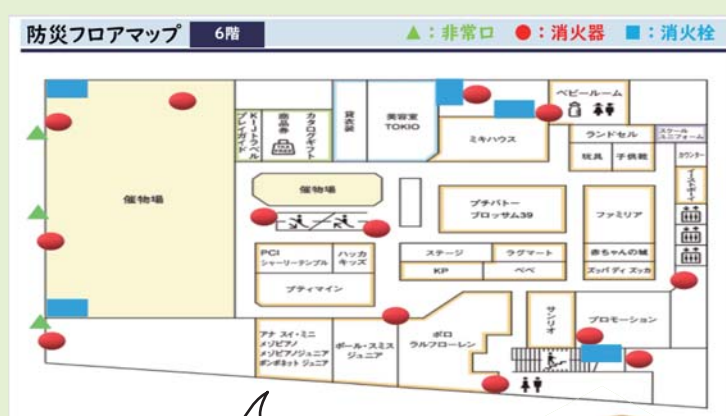 防災フロアマップ 6階
▲：非常口 ●：消火器 ■：消火栓
ベビールーム
KIJトラベル
プレイガイド
商品券
TAX FREE
カタログギフト
貸衣装
美容室
TOKIO
ミキハウス
ランドセル
スクール
ユニフォーム
玩具
子供靴
カウンター
イーストボーイ
催物場
催物場
プチバトー
ブロッサム39
ファミリア
PCI
シャーリーテンプル
ハッカ
キッズ
ステージ
ラグマート
赤ちゃんの城
KP
べべ
ズッパ ディ ズッカ
プティマイン
サンリオ
プロモーション
アナ スイ・ミニ
メゾピアノ
メゾピアノジュニア
ポンポネット ジュニア
ポール・スミス
ジュニア
ポロ
ラルフローレン